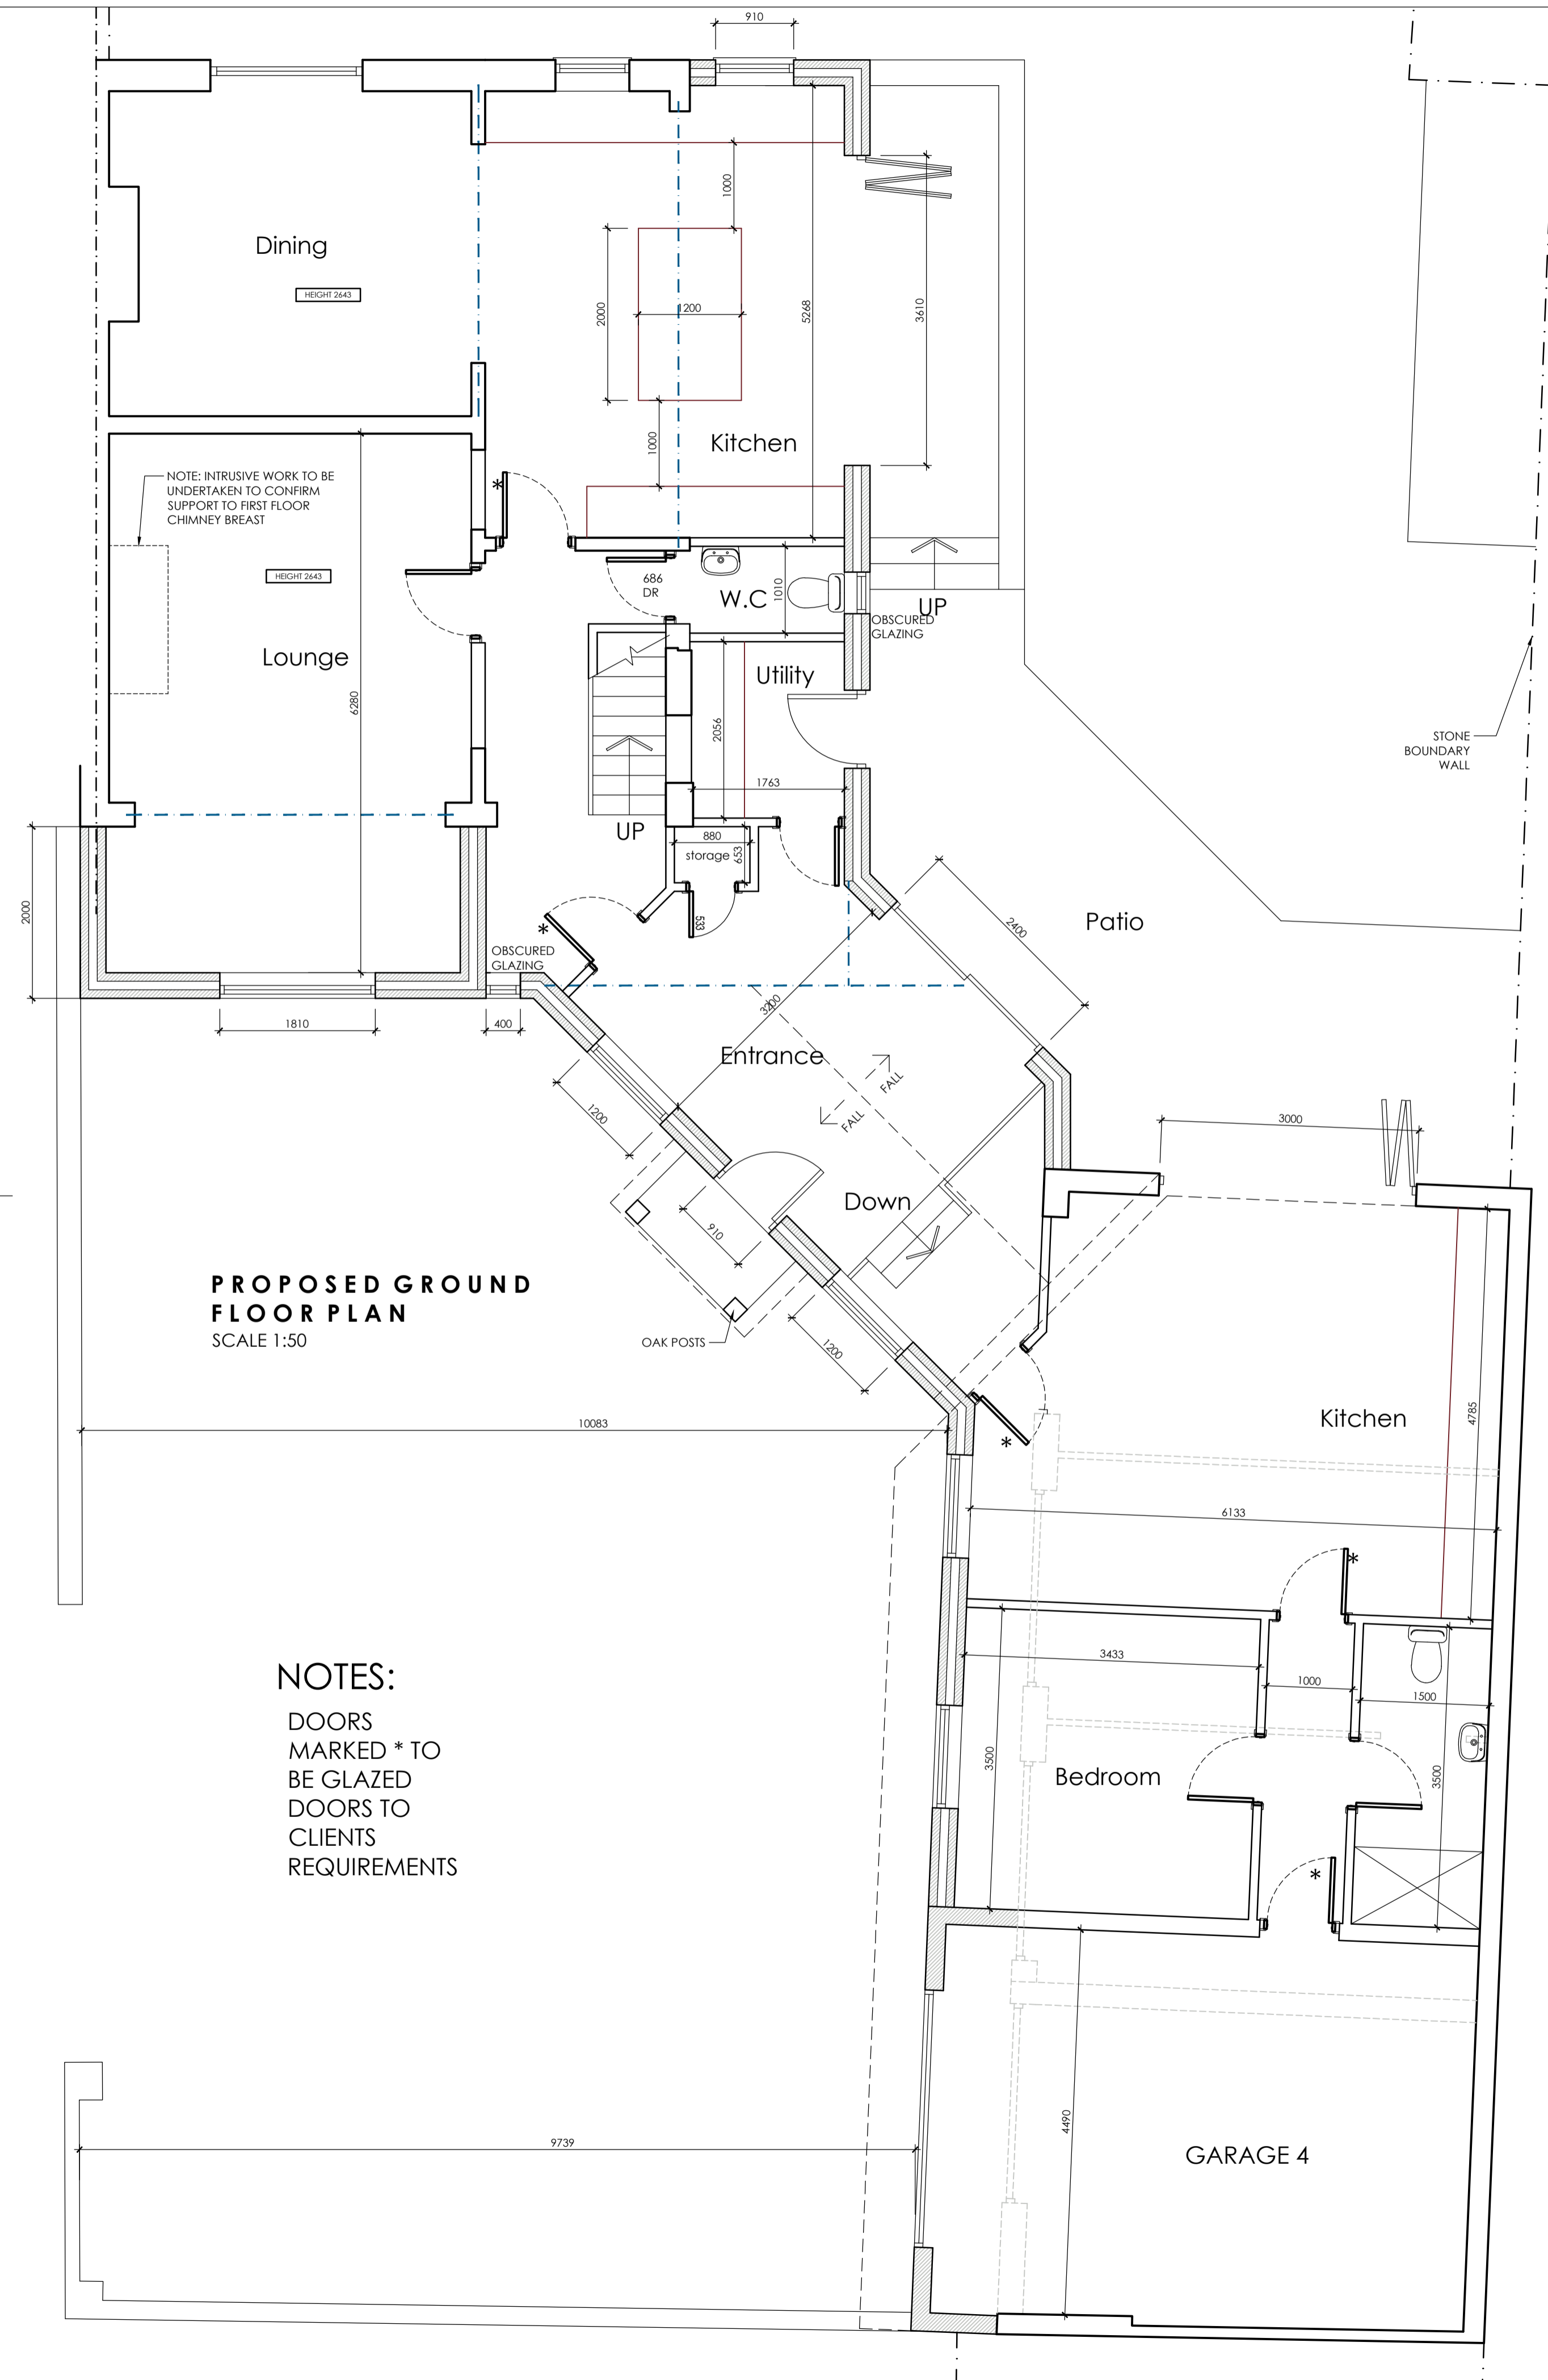 910
Dining
HEIGHT 2643
1000
2000
1200
5268
3610
1000
Kitchen
NOTE: INTRUSIVE WORK TO BE
UNDERTAKEN TO CONFIRM
SUPPORT TO FIRST FLOOR
CHIMNEY BREAST
*
HEIGHT 2643
686
DR
W.C
1010
UP
OBSCURED
GLAZING
Lounge
6280
Utility
2056
1763
STONE
BOUNDARY
WALL
UP
880
storage
653
533
2000
*
OBSCURED
GLAZING
2400
Patio
1810
400
3200
Entrance
FALL
FALL
1200
3000
Down
910
PROPOSED GROUND
FLOOR PLAN
SCALE 1:50
OAK POSTS
1200
10083
*
Kitchen
4785
6133
*
NOTES:
DOORS
MARKED * TO
BE GLAZED
DOORS TO
CLIENTS
REQUIREMENTS
3433
1000
1500
3500
Bedroom
3500
*
4490
9739
GARAGE 4